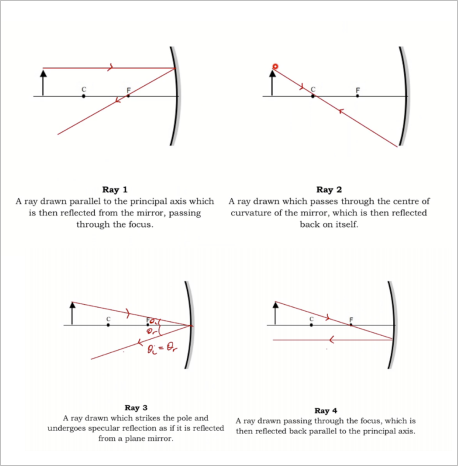 C F
Ray 1
A ray drawn parallel to the principal axis which
is then reflected from the mirror, passing
through the focus.
C F
Ray 2
A ray drawn which passes through the centre of
curvature of the mirror, which is then reflected
back on itself.
C θi
θr
θi = θr
Ray 3
A ray drawn which strikes the pole and
undergoes specular reflection as if it is reflected
from a plane mirror.
C F
Ray 4
A ray drawn passing through the focus, which is
then reflected back parallel to the principal axis.